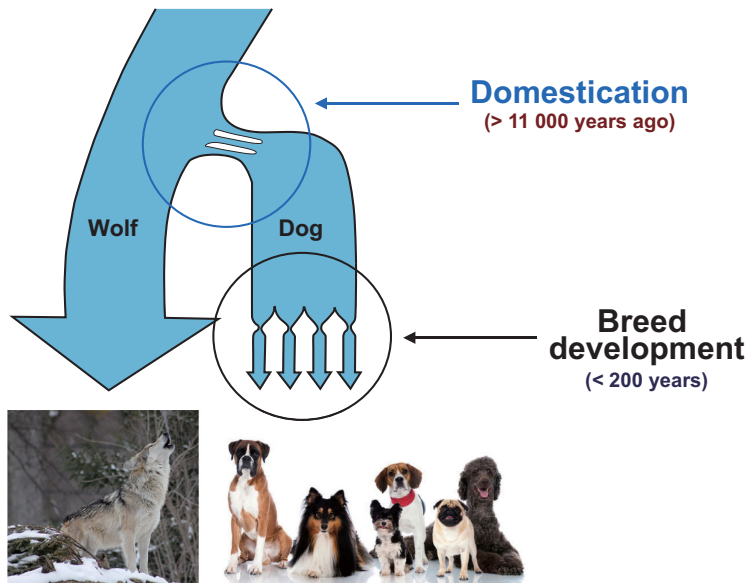 Domestication
(> 11 000 years ago)
Wolf
Dog
Breed
development
(< 200 years)